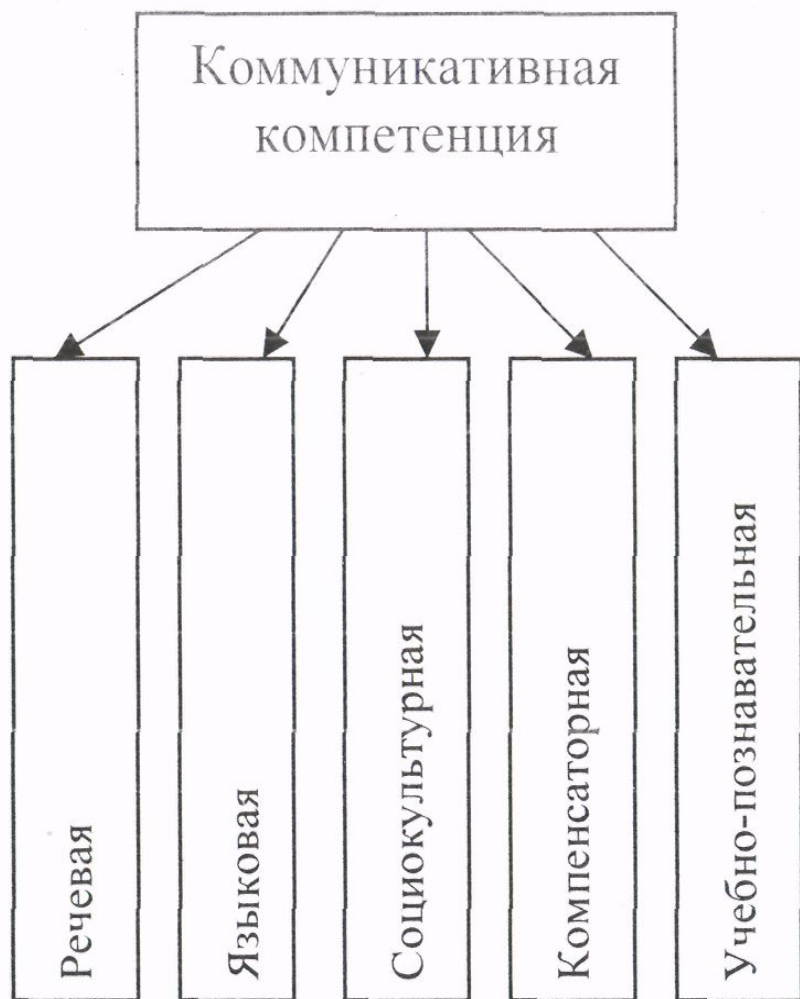 Коммуникативная
компетенция
Речевая
Языковая
Социокультурная
Компенсаторная
Учебно-познавательная